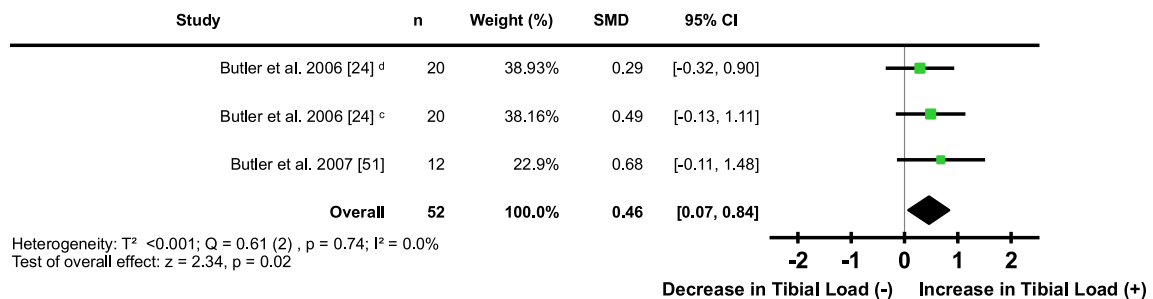 Study n Weight (%) SMD 95% CI
Butler et al. 2006 [24] ᵈ 20 38.93% 0.29 [-0.32, 0.90]
Butler et al. 2006 [24] ᶜ 20 38.16% 0.49 [-0.13, 1.11]
Butler et al. 2007 [51] 12 22.9% 0.68 [-0.11, 1.48]
Overall 52 100.0% 0.46 [0.07, 0.84]
Heterogeneity: T² <0.001; Q = 0.61 (2) , p = 0.74; I² = 0.0%
Test of overall effect: z = 2.34, p = 0.02
-2 -1 0 1 2
Decrease in Tibial Load (-) Increase in Tibial Load (+)